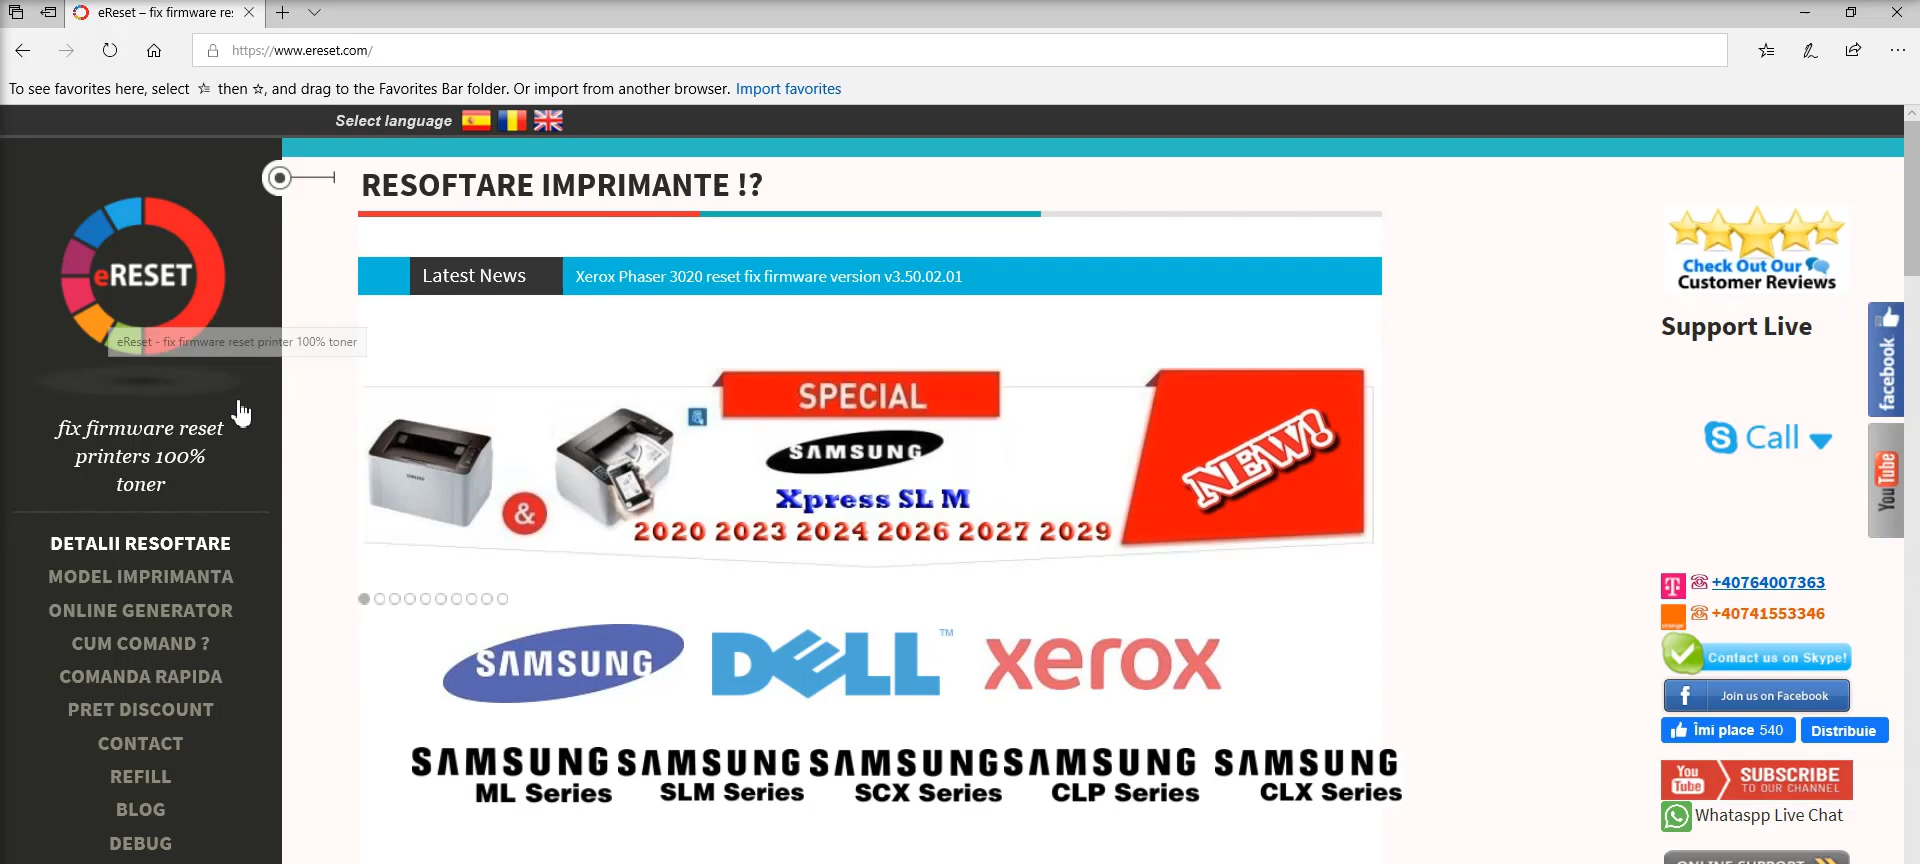 eReset – fix firmware re:
https://www.ereset.com/
To see favorites here, select ☆ then ☆, and drag to the Favorites Bar folder. Or import from another browser. Import favorites
Select language
RESOFTARE IMPRIMANTE !?
eRESET
eReset - fix firmware reset printer 100% toner
fix firmware reset
printers 100%
toner
DETALII RESOFTARE
MODEL IMPRIMANTA
ONLINE GENERATOR
CUM COMAND ?
COMANDA RAPIDA
PRET DISCOUNT
CONTACT
REFILL
BLOG
DEBUG
Latest News
Xerox Phaser 3020 reset fix firmware version v3.50.02.01
SPECIAL
SAMSUNG
&
Xpress SL M
2020 2023 2024 2026 2027 2029
NEW!
SAMSUNG
DELL™
xerox
SAMSUNG SAMSUNG SAMSUNG SAMSUNG SAMSUNG
ML Series SLM Series SCX Series CLP Series CLX Series
Check Out Our
Customer Reviews
Support Live
facebook
S Call
YouTube
T +40764007363
+40741553346
Contact us on Skype!
f Join us on Facebook
Îmi place 540 Distribuie
You Tube SUBSCRIBE
TO OUR CHANNEL
Whataspp Live Chat
ONLINE SUPPORT